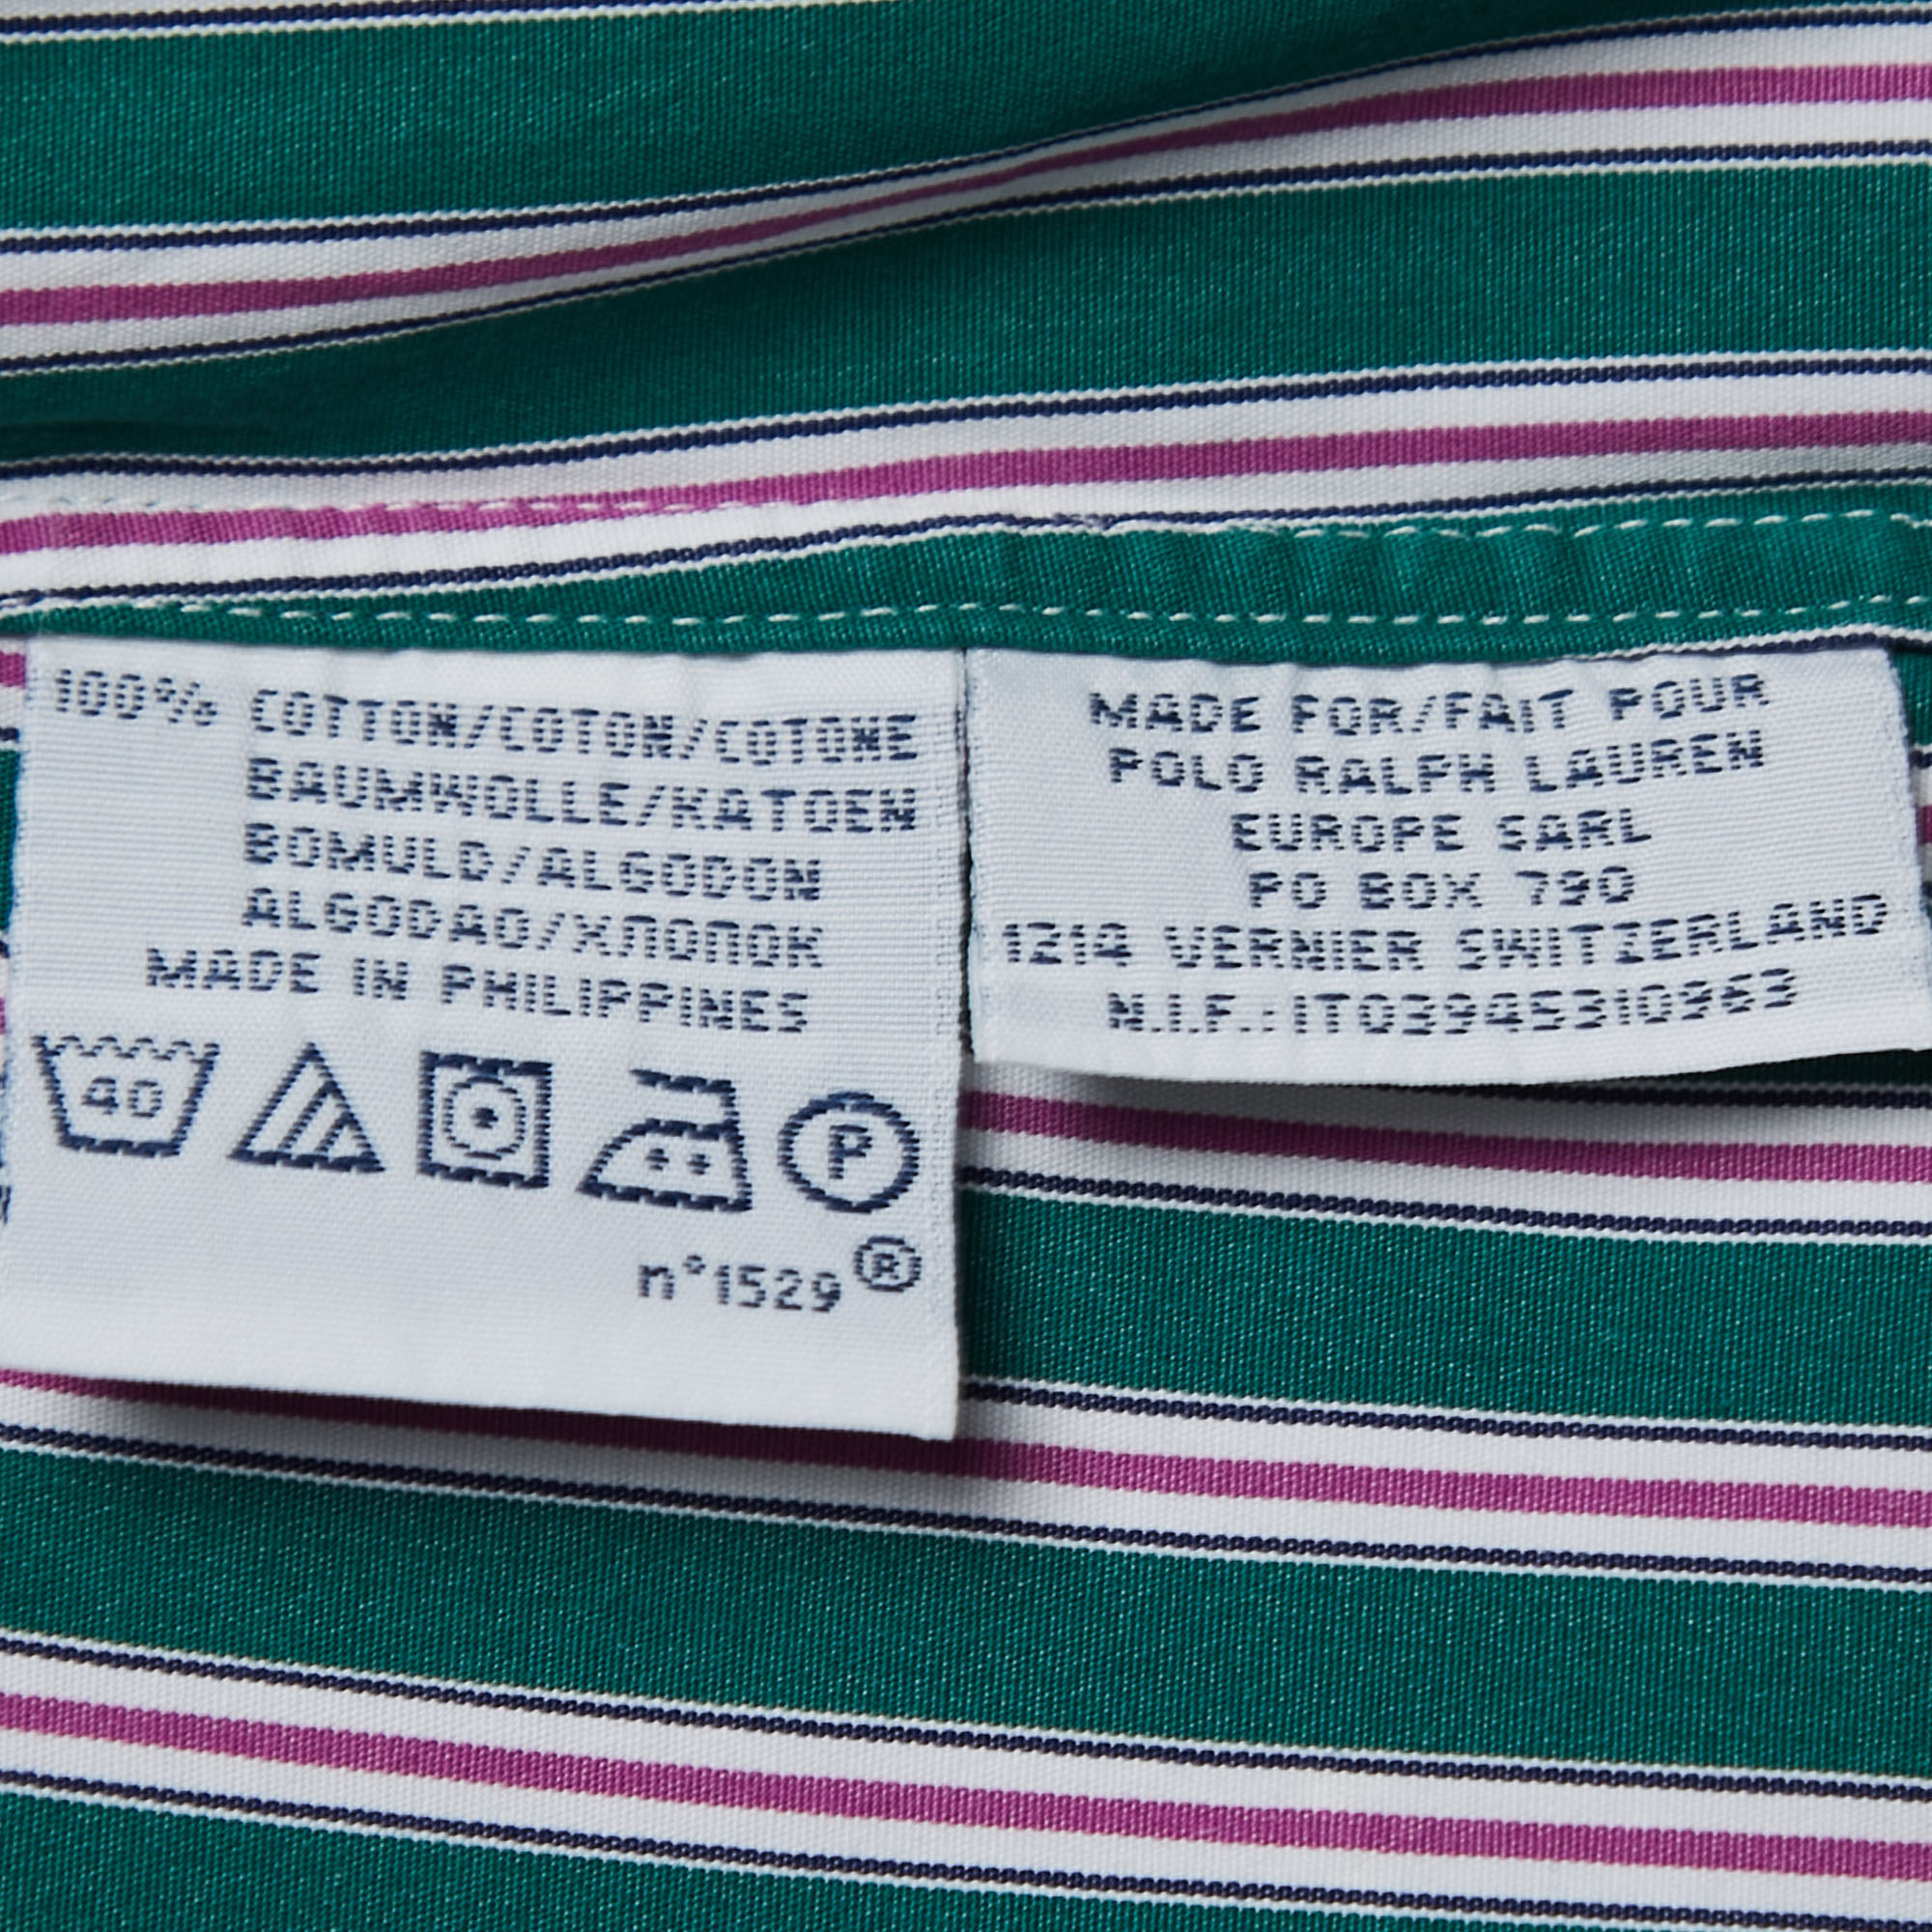 100% COTTON/COTON/COTONE
BAUMWOLLE/KATOEN
BOMULD/ALGODON
ALGODAO/ХЛОПОК
MADE IN PHILIPPINES
40
P
n°1529®
MADE FOR/FAIT POUR
POLO RALPH LAUREN
EUROPE SARL
PO BOX 790
1214 VERNIER SWITZERLAND
N.I.F.:IT03945310963